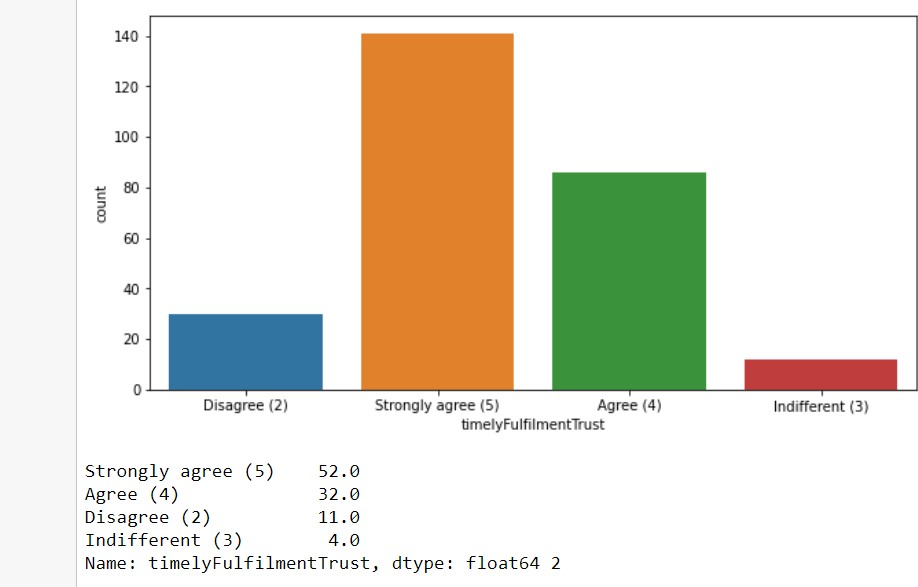 140
120
100
80
60
40
20
0
count
Disagree (2) Strongly agree (5) Agree (4) Indifferent (3)
timelyFulfilmentTrust
Strongly agree (5) 52.0
Agree (4) 32.0
Disagree (2) 11.0
Indifferent (3) 4.0
Name: timelyFulfilmentTrust, dtype: float64 2